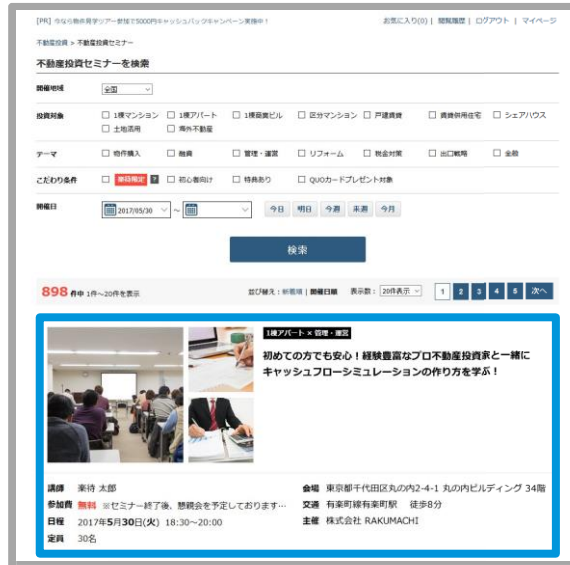 [PR] 今なら物件見学ツアー参加で5000円キャッシュバックキャンペーン実施中！
お気に入り(0) | 閲覧履歴 | ログアウト | マイページ
不動産投資 > 不動産投資セミナー
不動産投資セミナーを検索
開催地域 全国
投資対象 1棟マンション 1棟アパート 1棟商業ビル 区分マンション 戸建賃貸 賃貸併用住宅 シェアハウス
土地活用 海外不動産
テーマ 物件購入 融資 管理・運営 リフォーム 税金対策 出口戦略 全般
こだわり条件 楽待限定 ? 初心者向け 特典あり QUOカードプレゼント対象
開催日 2017/05/30 ～ 今日 明日 今週 来週 今月
検索
898 件中 1件～20件を表示 並び替え：新着順 | 開催日順 表示数： 20件表示 1 2 3 4 5 次へ
1棟アパート × 管理・運営
初めての方でも安心！経験豊富なプロ不動産投資家と一緒に
キャッシュフローシミュレーションの作り方を学ぶ！
講師 楽待 太郎
参加費 無料 ※セミナー終了後、懇親会を予定しております…
日程 2017年5月30日(火) 18:30～20:00
定員 30名
会場 東京都千代田区丸の内2-4-1 丸の内ビルディング 34階
交通 有楽町線有楽町駅 徒歩8分
主催 株式会社 RAKUMACHI